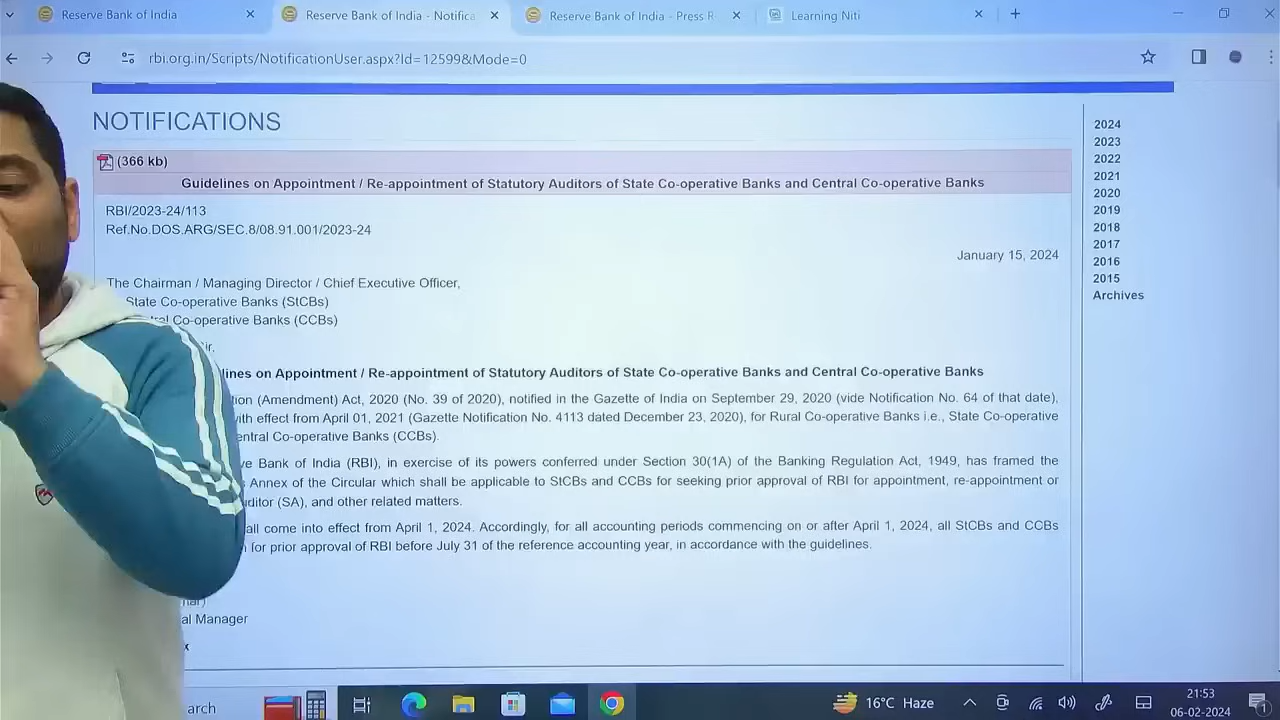 Reserve Bank of India
Reserve Bank of India - Notifica
Reserve Bank of India - Press R
Learning Niti
rbi.org.in/Scripts/NotificationUser.aspx?Id=12599&Mode=0
NOTIFICATIONS
(366 kb)
Guidelines on Appointment / Re-appointment of Statutory Auditors of State Co-operative Banks and Central Co-operative Banks
RBI/2023-24/113
Ref.No.DOS.ARG/SEC.8/08.91.001/2023-24
January 15, 2024
The Chairman / Managing Director / Chief Executive Officer,
State Co-operative Banks (StCBs)
Co-operative Banks (CCBs)
on Appointment / Re-appointment of Statutory Auditors of State Co-operative Banks and Central Co-operative Banks
(Amendment) Act, 2020 (No. 39 of 2020), notified in the Gazette of India on September 29, 2020 (vide Notification No. 64 of that date),
effect from April 01, 2021 (Gazette Notification No. 4113 dated December 23, 2020), for Rural Co-operative Banks i.e., State Co-operative
Co-operative Banks (CCBs).
Bank of India (RBI), in exercise of its powers conferred under Section 30(1A) of the Banking Regulation Act, 1949, has framed the
Annex of the Circular which shall be applicable to StCBs and CCBs for seeking prior approval of RBI for appointment, re-appointment or
(SA), and other related matters.
come into effect from April 1, 2024. Accordingly, for all accounting periods commencing on or after April 1, 2024, all StCBs and CCBs
for prior approval of RBI before July 31 of the reference accounting year, in accordance with the guidelines.
Manager
2024
2023
2022
2021
2020
2019
2018
2017
2016
2015
Archives
16°C Haze
21:53
06-02-2024
1